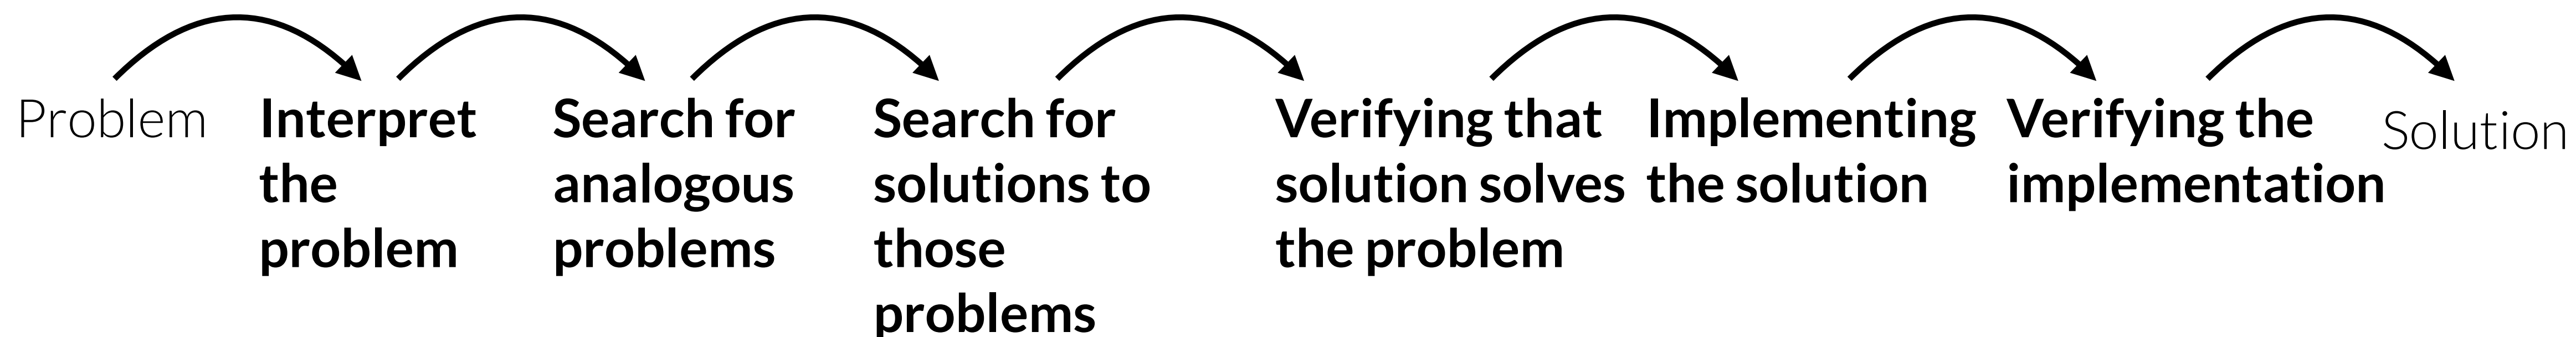 Problem
Interpret
the
problem
Search for
analogous
problems
Search for
solutions to
those
problems
Verifying that
solution solves
the problem
Implementing
the solution
Verifying the
implementation
Solution